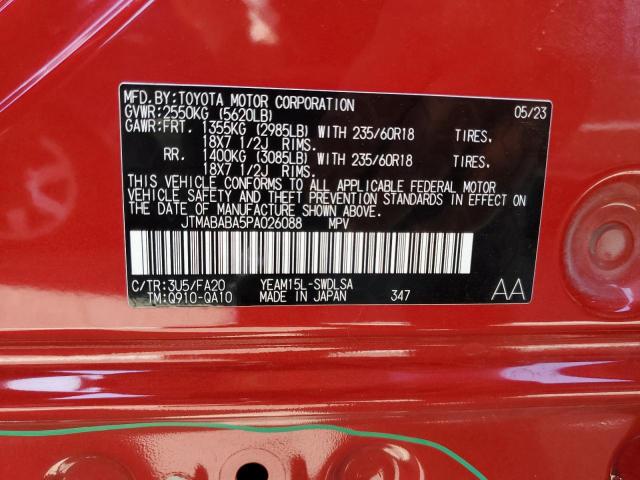 MFD.BY:TOYOTA MOTOR CORPORATION 05/23
GVWR:2550KG (5620LB)
GAWR:FRT. 1355KG (2985LB) WITH 235/60R18 TIRES.
18X7 1/2J RIMS.
RR. 1400KG (3085LB) WITH 235/60R18 TIRES.
18X7 1/2J RIMS.
THIS VEHICLE CONFORMS TO ALL APPLICABLE FEDERAL MOTOR
VEHICLE SAFETY AND THEFT PREVENTION STANDARDS IN EFFECT ON
THE DATE OF MANUFACTURE SHOWN ABOVE.
JTMABABA5PA026088 MPV
C/TR:3U5/FA20 YEAM15L-SWDLSA
TM:Q910-QA10 MADE IN JAPAN 347 AA